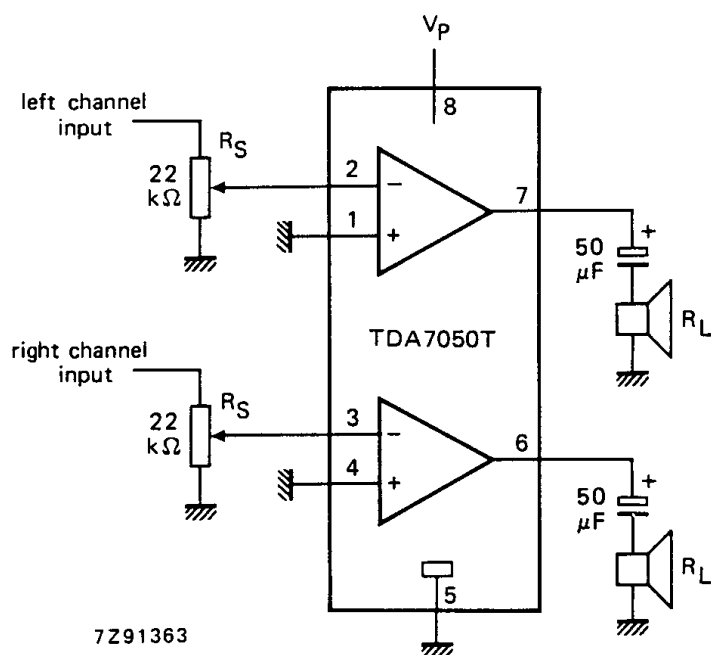 V_P
8
left channel
input
R_S
22
kΩ
2
−
1
+
7
+
50
μF
R_L
TDA7050T
right channel
input
R_S
22
kΩ
3
−
4
+
6
+
50
μF
R_L
5
7Z91363